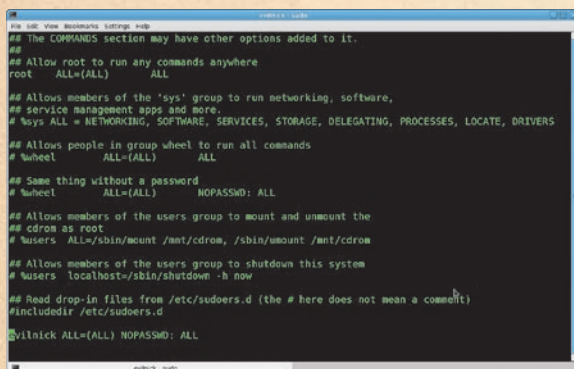 evilnick : sudo
File Edit View Bookmarks Settings Help
## The COMMANDS section may have other options added to it.
##
## Allow root to run any commands anywhere
root ALL=(ALL) ALL
## Allows members of the 'sys' group to run networking, software,
## service management apps and more.
# %sys ALL = NETWORKING, SOFTWARE, SERVICES, STORAGE, DELEGATING, PROCESSES, LOCATE, DRIVERS
## Allows people in group wheel to run all commands
# %wheel ALL=(ALL) ALL
## Same thing without a password
# %wheel ALL=(ALL) NOPASSWD: ALL
## Allows members of the users group to mount and unmount the
## cdrom as root
# %users ALL=/sbin/mount /mnt/cdrom, /sbin/umount /mnt/cdrom
## Allows members of the users group to shutdown this system
# %users localhost=/sbin/shutdown -h now
## Read drop-in files from /etc/sudoers.d (the # here does not mean a comment)
#includedir /etc/sudoers.d
evilnick ALL=(ALL) NOPASSWD: ALL
evilnick : sudo